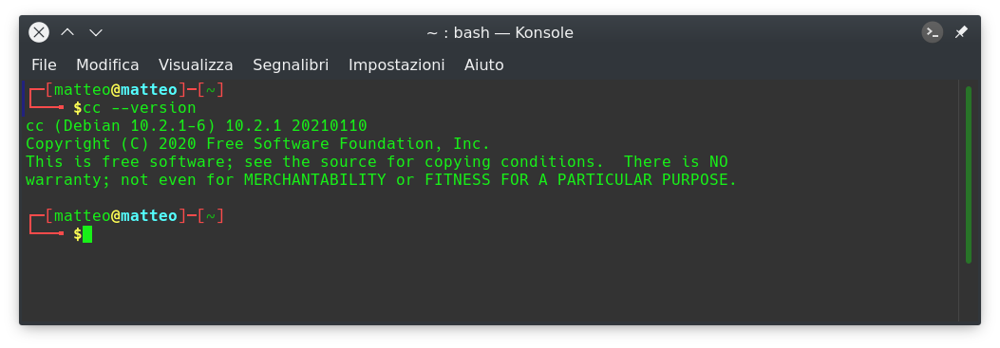 ~ : bash — Konsole
File Modifica Visualizza Segnalibri Impostazioni Aiuto
┌─[matteo@matteo]─[~]
└──╼ $cc --version
cc (Debian 10.2.1-6) 10.2.1 20210110
Copyright (C) 2020 Free Software Foundation, Inc.
This is free software; see the source for copying conditions.  There is NO
warranty; not even for MERCHANTABILITY or FITNESS FOR A PARTICULAR PURPOSE.
┌─[matteo@matteo]─[~]
└──╼ $